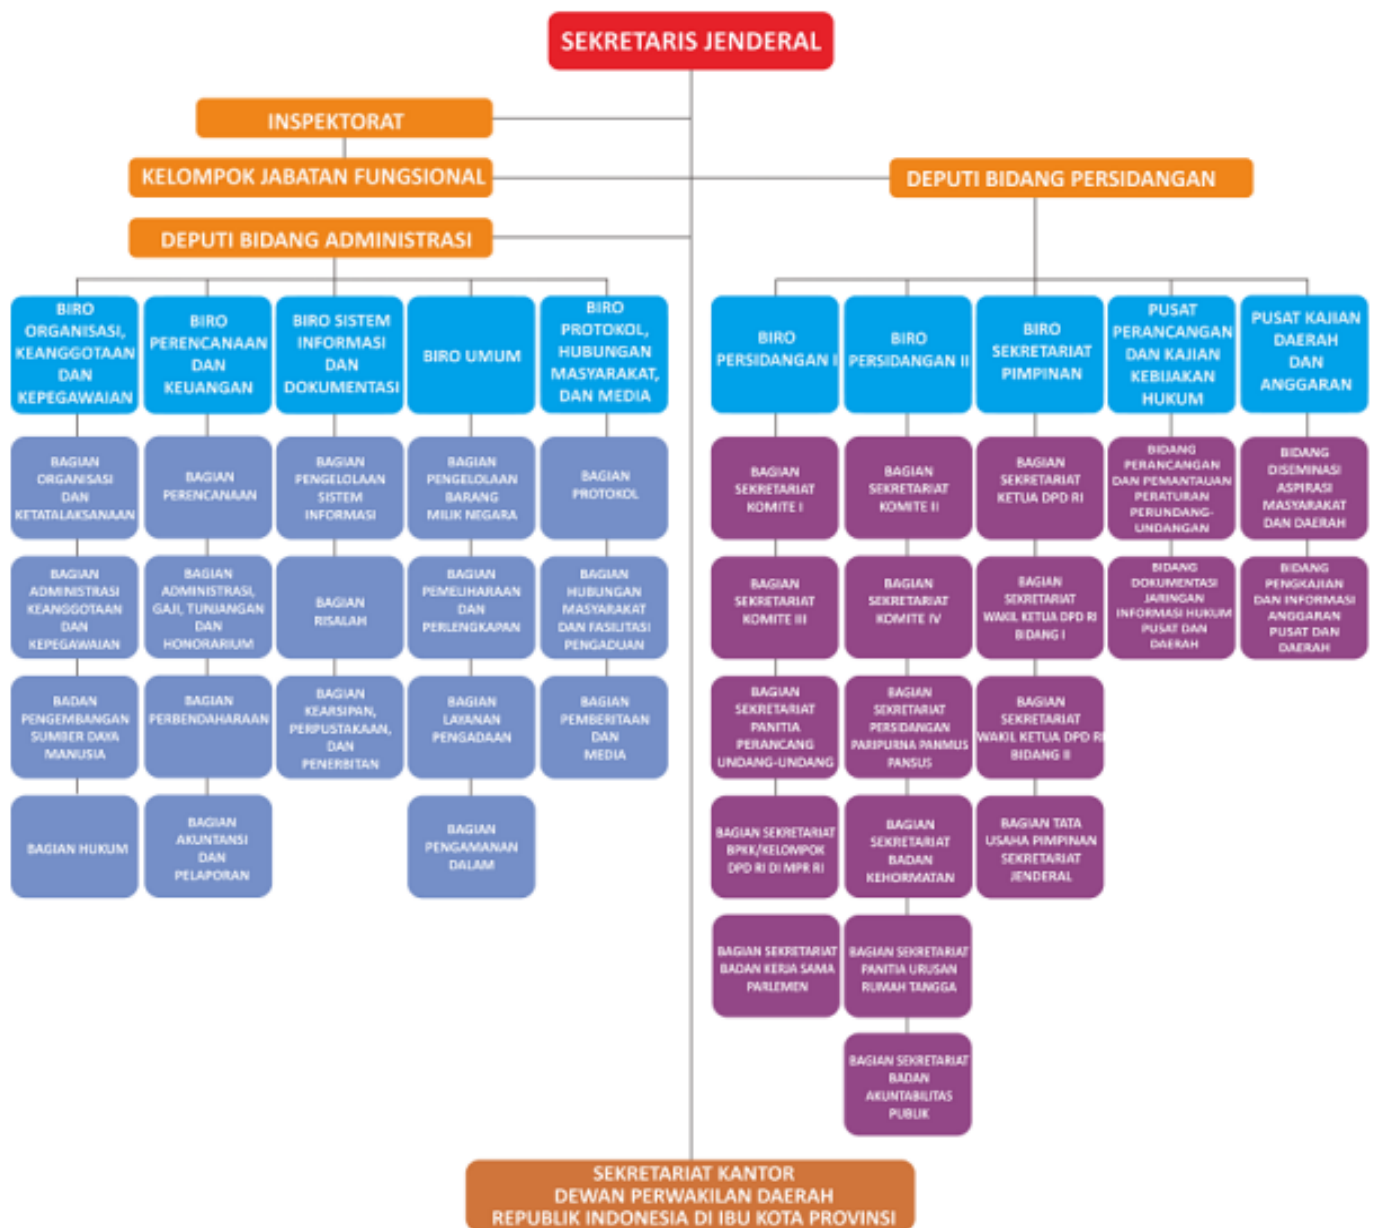 SEKRETARIS JENDERAL
INSPEKTORAT
KELOMPOK JABATAN FUNGSIONAL
DEPUTI BIDANG PERSIDANGAN
DEPUTI BIDANG ADMINISTRASI
BIRO
ORGANISASI,
KEANGGOTAAN
DAN
KEPEGAWAIAN
BIRO
PERENCANAAN
DAN
KEUANGAN
BIRO SISTEM
INFORMASI
DAN
DOKUMENTASI
BIRO UMUM
BIRO
PROTOKOL,
HUBUNGAN
MASYARAKAT,
DAN MEDIA
BIRO
PERSIDANGAN I
BIRO
PERSIDANGAN II
BIRO
SEKRETARIAT
PIMPINAN
PUSAT
PERANCANGAN
DAN KAJIAN
KEBIJAKAN
HUKUM
PUSAT KAJIAN
DAERAH
DAN
ANGGARAN
BAGIAN
ORGANISASI
DAN
KETATALAKSANAAN
BAGIAN
PERENCANAAN
BAGIAN
PENGELOLAAN
SISTEM
INFORMASI
BAGIAN
PENGELOLAAN
BARANG
MILIK NEGARA
BAGIAN
PROTOKOL
BAGIAN
SEKRETARIAT
KOMITE I
BAGIAN
SEKRETARIAT
KOMITE II
BAGIAN
SEKRETARIAT
KETUA DPD RI
BIDANG
PERANCANGAN
DAN PEMANTAUAN
PERATURAN
PERUNDANG-
UNDANGAN
BIDANG
DISEMINASI
ASPIRASI
MASYARAKAT
DAN DAERAH
BAGIAN
ADMINISTRASI
KEANGGOTAAN
DAN
KEPEGAWAIAN
BAGIAN
ADMINISTRASI,
GAJI, TUNJANGAN
DAN
HONORARIUM
BAGIAN
RISALAH
BAGIAN
PEMELIHARAAN
DAN
PERLENGKAPAN
BAGIAN
HUBUNGAN
MASYARAKAT
DAN FASILITASI
PENGADUAN
BAGIAN
SEKRETARIAT
KOMITE III
BAGIAN
SEKRETARIAT
KOMITE IV
BAGIAN
SEKRETARIAT
WAKIL KETUA DPD RI
BIDANG I
BIDANG
DOKUMENTASI
JARINGAN
INFORMASI HUKUM
PUSAT DAN
DAERAH
BIDANG
PENGKAJIAN
DAN INFORMASI
ANGGARAN
PUSAT DAN
DAERAH
BADAN
PENGEMBANGAN
SUMBER DAYA
MANUSIA
BAGIAN
PERBENDAHARAAN
BAGIAN
KEARSIPAN,
PERPUSTAKAAN,
DAN
PENERBITAN
BAGIAN
LAYANAN
PENGADAAN
BAGIAN
PEMBERITAAN
DAN
MEDIA
BAGIAN
SEKRETARIAT
PANITIA
PERANCANG
UNDANG-UNDANG
BAGIAN
SEKRETARIAT
PERSIDANGAN
PARIPURNA PANMUS
PANSUS
BAGIAN
SEKRETARIAT
WAKIL KETUA DPD RI
BIDANG II
BAGIAN HUKUM
BAGIAN
AKUNTANSI
DAN
PELAPORAN
BAGIAN
PENGAMANAN
DALAM
BAGIAN SEKRETARIAT
BPKK/KELOMPOK
DPD RI DI MPR RI
BAGIAN
SEKRETARIAT
BADAN
KEHORMATAN
BAGIAN TATA
USAHA PIMPINAN
SEKRETARIAT
JENDERAL
BAGIAN SEKRETARIAT
BADAN KERJA SAMA
PARLEMEN
BAGIAN SEKRETARIAT
PANITIA URUSAN
RUMAH TANGGA
BAGIAN SEKRETARIAT
BADAN
AKUNTABILITAS
PUBLIK
SEKRETARIAT KANTOR
DEWAN PERWAKILAN DAERAH
REPUBLIK INDONESIA DI IBU KOTA PROVINSI